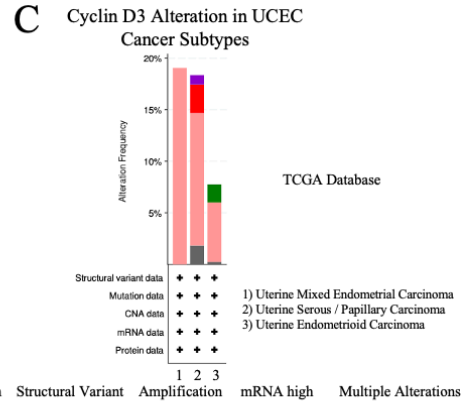 C
Cyclin D3 Alteration in UCEC
Cancer Subtypes
20%
15%
10%
5%
Alteration Frequency
TCGA Database
Structural variant data + + +
Mutation data + + +
CNA data + + +
mRNA data + + +
Protein data + + +
1 2 3
1) Uterine Mixed Endometrial Carcinoma
2) Uterine Serous / Papillary Carcinoma
3) Uterine Endometrioid Carcinoma
Structural Variant Amplification mRNA high Multiple Alterations